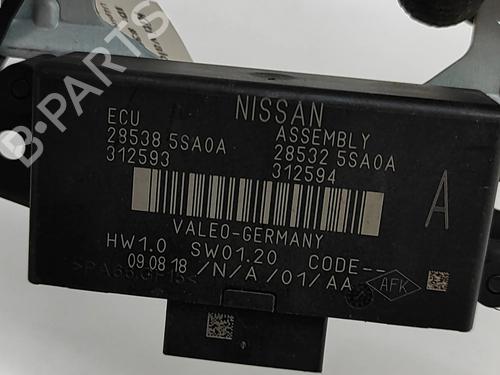 B-PARTS
NISSAN
ECU ASSEMBLY
28538 5SA0A 28532 5SA0A
312593 312594
A
VALEO-GERMANY
HW1.0 SW01.20 CODE--
09.08.18 /N/A/01/AA AFK